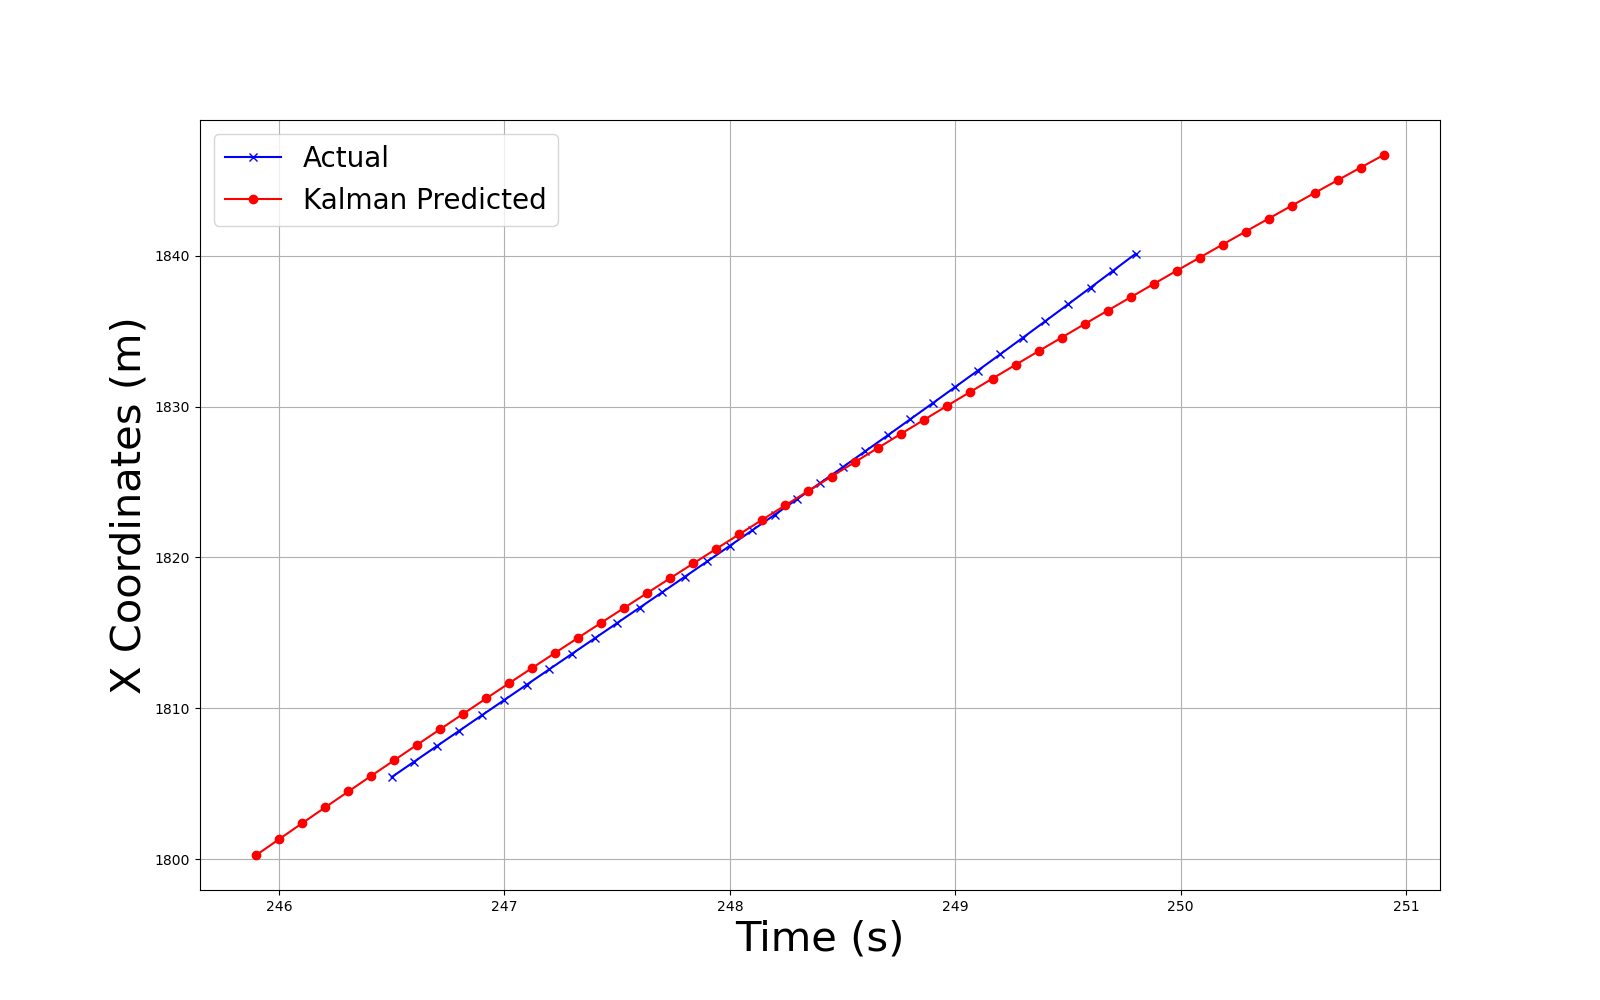 Actual
Kalman Predicted
X Coordinates (m)
1840
1830
1820
1810
1800
246 247 248 249 250 251
Time (s)